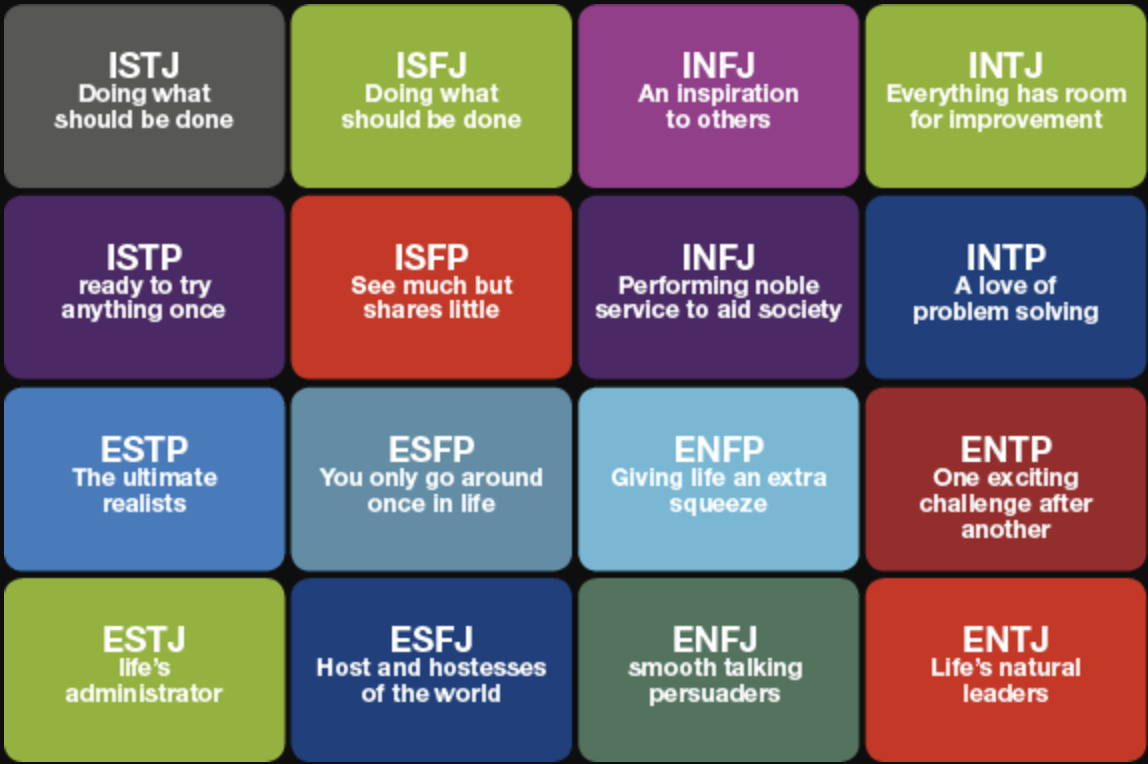 ISTJ
Doing what
should be done
ISFJ
Doing what
should be done
INFJ
An inspiration
to others
INTJ
Everything has room
for improvement
ISTP
ready to try
anything once
ISFP
See much but
shares little
INFJ
Performing noble
service to aid society
INTP
A love of
problem solving
ESTP
The ultimate
realists
ESFP
You only go around
once in life
ENFP
Giving life an extra
squeeze
ENTP
One exciting
challenge after
another
ESTJ
life's
administrator
ESFJ
Host and hostesses
of the world
ENFJ
smooth talking
persuaders
ENTJ
Life's natural
leaders